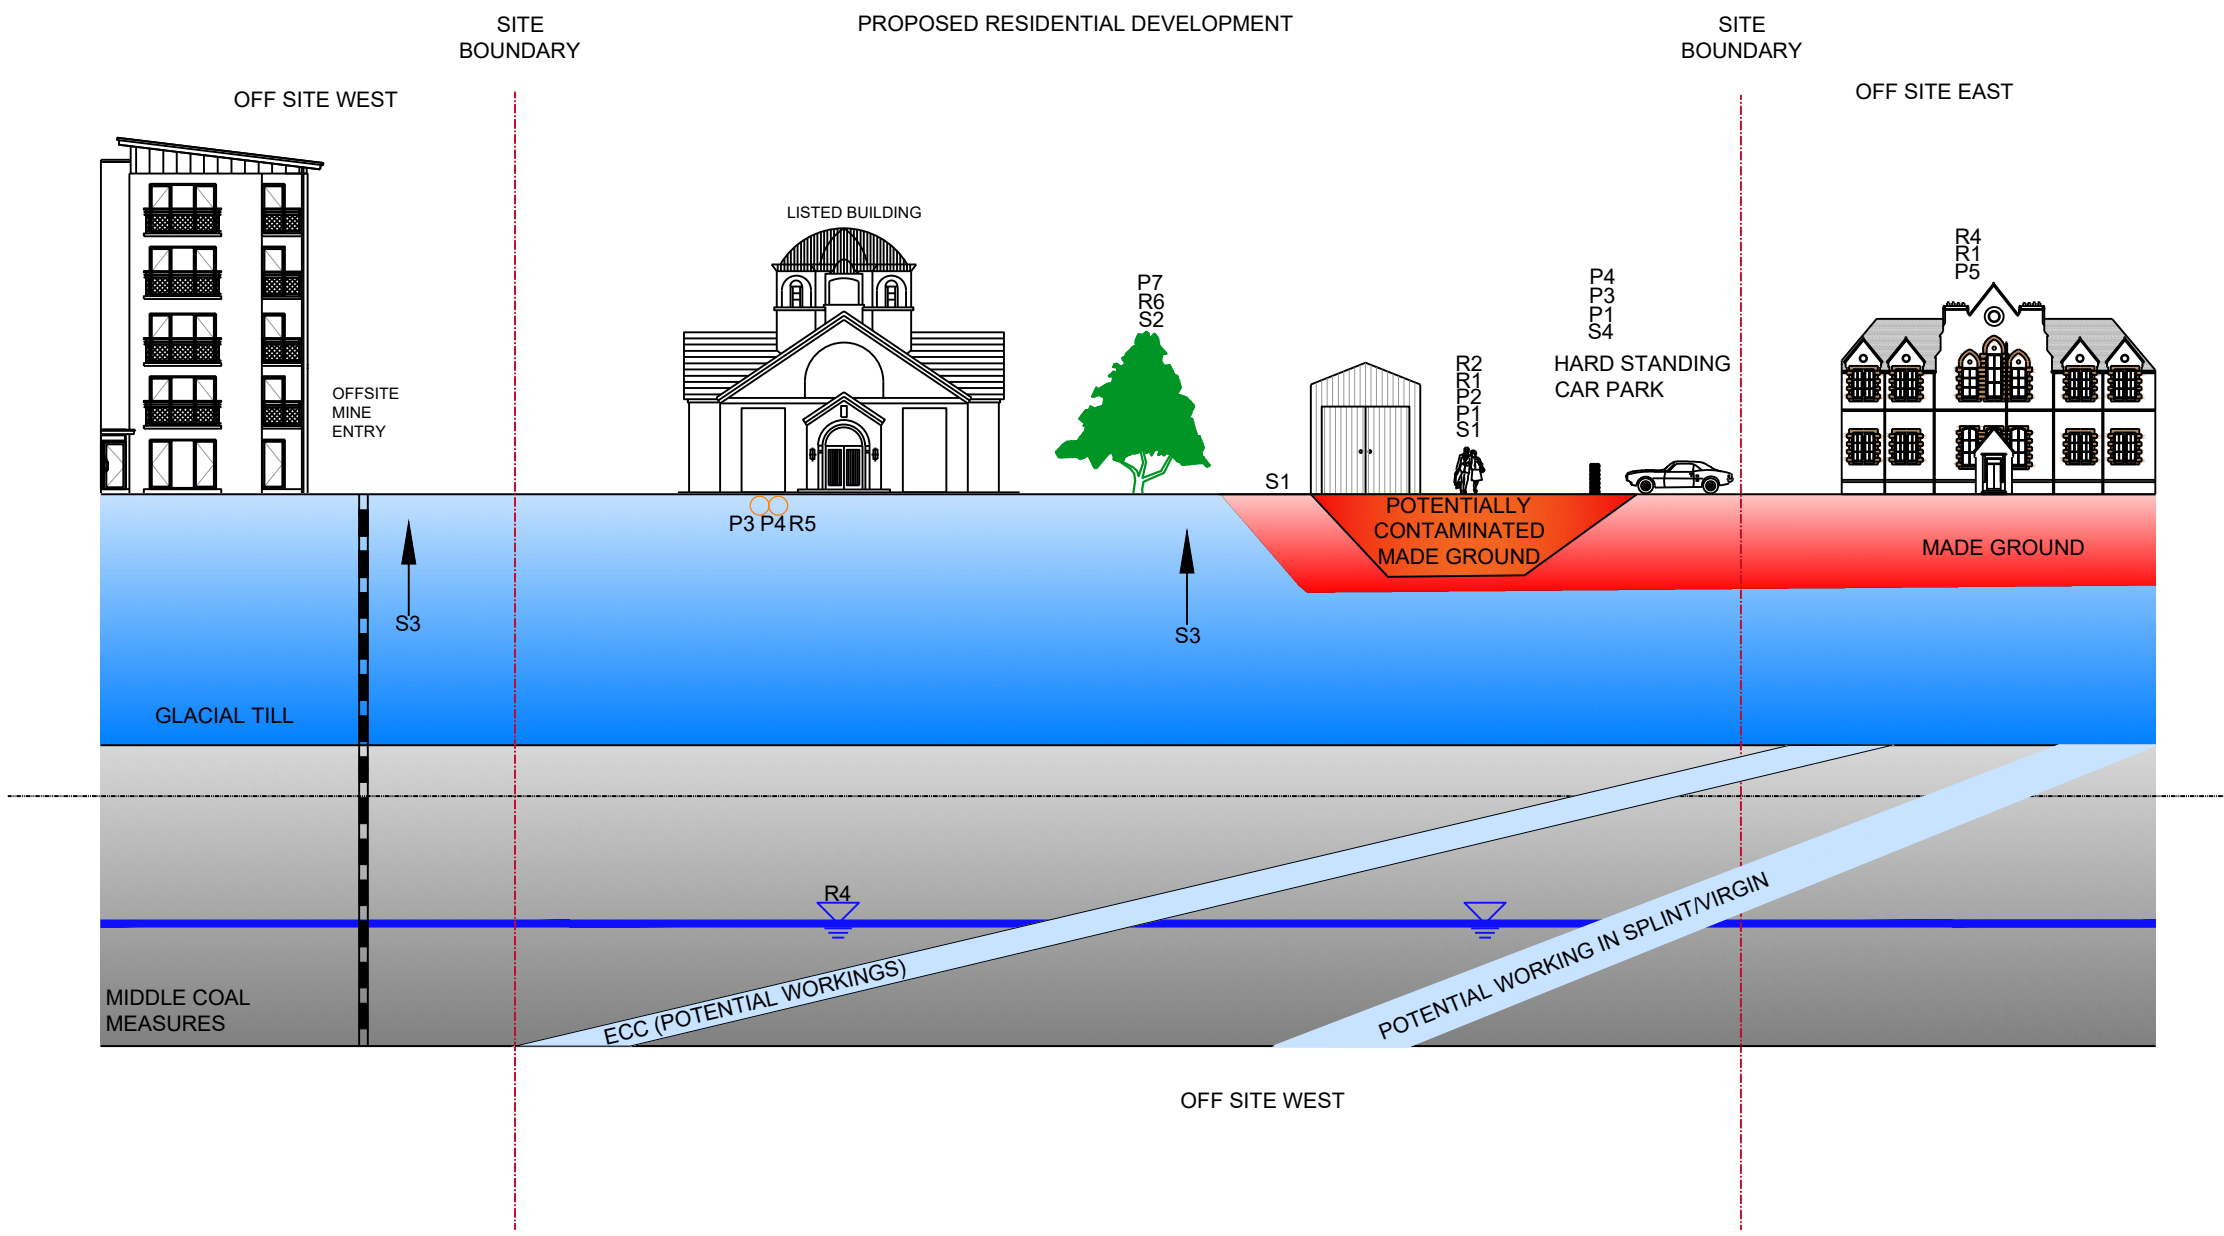 SITE
BOUNDARY
PROPOSED RESIDENTIAL DEVELOPMENT
SITE
BOUNDARY
OFF SITE WEST
OFF SITE EAST
LISTED BUILDING
OFFSITE
MINE
ENTRY
P7
R6
S2
R2
R1
P2
P1
S1
P4
P3
P1
S4
HARD STANDING
CAR PARK
R4
R1
P5
S1
P3 P4 R5
POTENTIALLY
CONTAMINATED
MADE GROUND
MADE GROUND
S3
S3
GLACIAL TILL
R4
MIDDLE COAL
MEASURES
ECC (POTENTIAL WORKINGS)
POTENTIAL WORKING IN SPLINT/VIRGIN
OFF SITE WEST